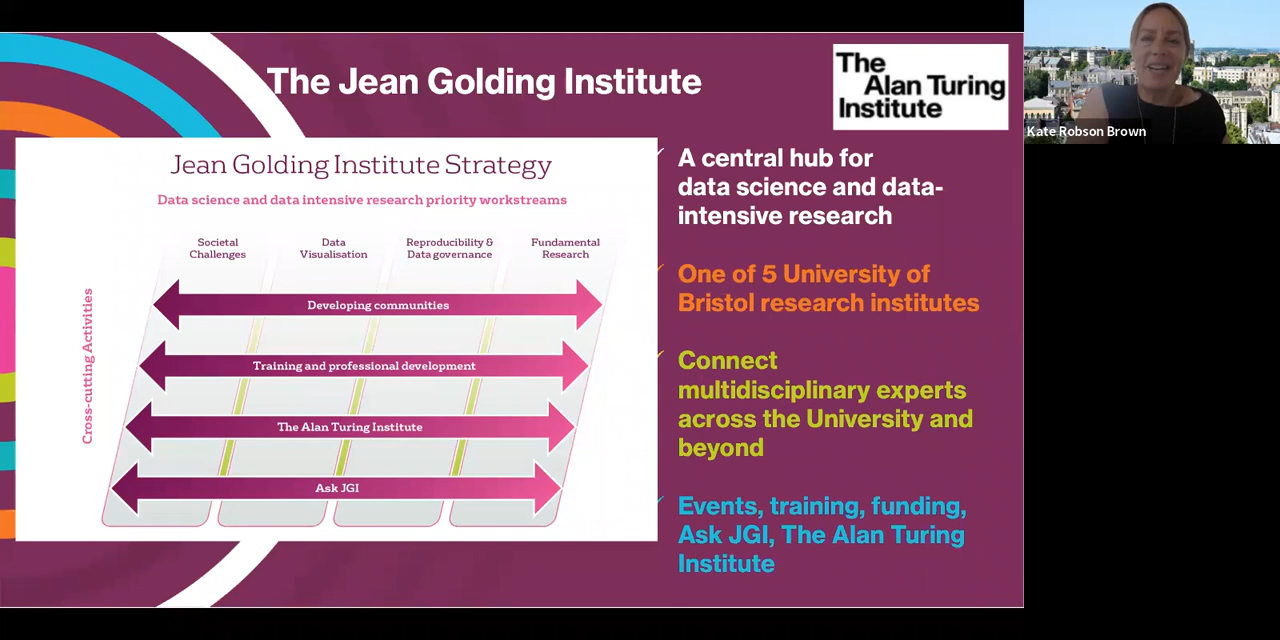 The Jean Golding Institute
The
Alan Turing
Institute
Kate Robson Brown
Jean Golding Institute Strategy
Data science and data intensive research priority workstreams
Societal
Challenges
Data
Visualisation
Reproducibility &
Data governance
Fundamental
Research
Cross-cutting Activities
Developing communities
Training and professional development
The Alan Turing Institute
Ask JGI
A central hub for
data science and data-
intensive research
One of 5 University of
Bristol research institutes
Connect
multidisciplinary experts
across the University and
beyond
Events, training, funding,
Ask JGI, The Alan Turing
Institute